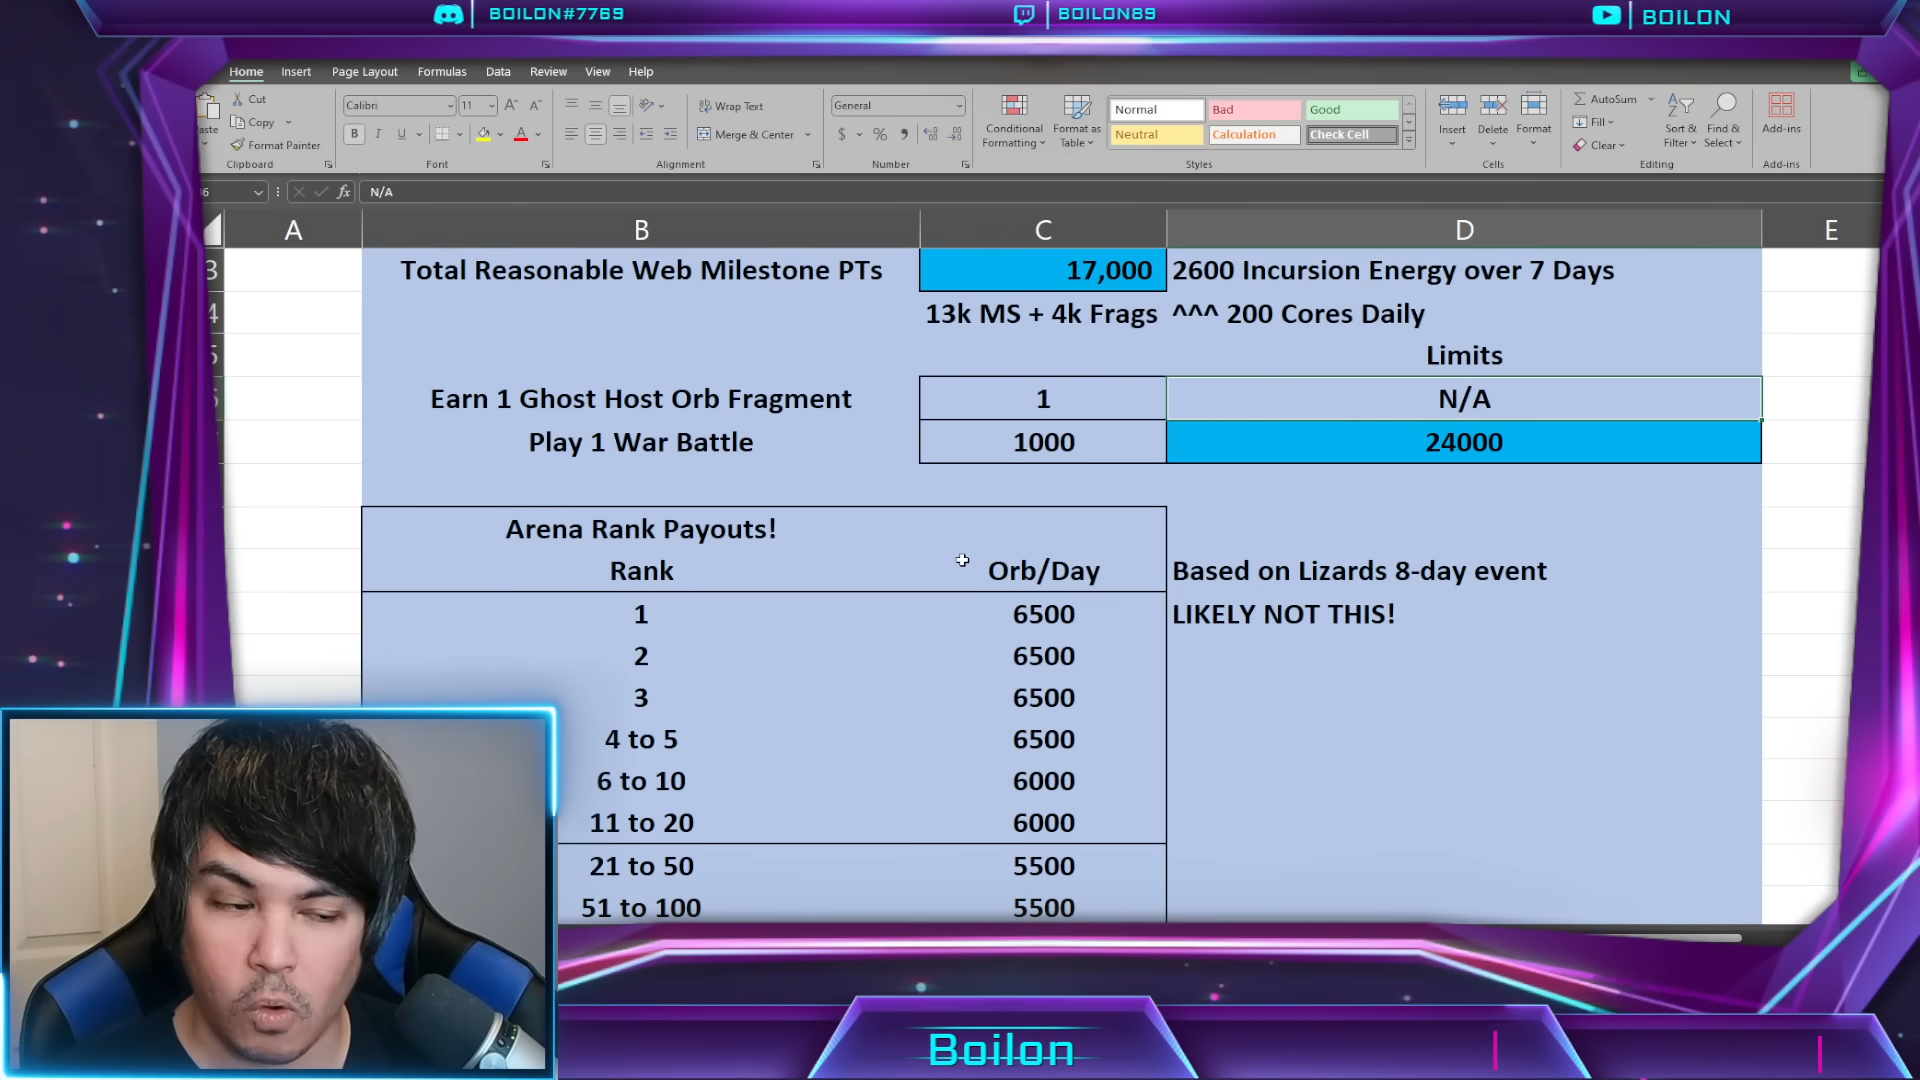 BOILON#7769
BOILON89
BOILON
Home Insert Page Layout Formulas Data Review View Help
Cut
Copy
Format Painter
Clipboard
Calibri 11
B I U
Font
Wrap Text
Merge & Center
Alignment
General
$ %
Number
Conditional Formatting
Format as Table
Normal Bad Good
Neutral Calculation Check Cell
Styles
Insert Delete Format
Cells
AutoSum
Fill
Clear
Sort & Filter
Find & Select
Editing
Add-ins
Add-ins
fx N/A
A B C D E
Total Reasonable Web Milestone PTs 17,000 2600 Incursion Energy over 7 Days
13k MS + 4k Frags ^^^ 200 Cores Daily
Limits
Earn 1 Ghost Host Orb Fragment 1 N/A
Play 1 War Battle 1000 24000
Arena Rank Payouts!
Rank Orb/Day Based on Lizards 8-day event
1 6500 LIKELY NOT THIS!
2 6500
3 6500
4 to 5 6500
6 to 10 6000
11 to 20 6000
21 to 50 5500
51 to 100 5500
Boilon